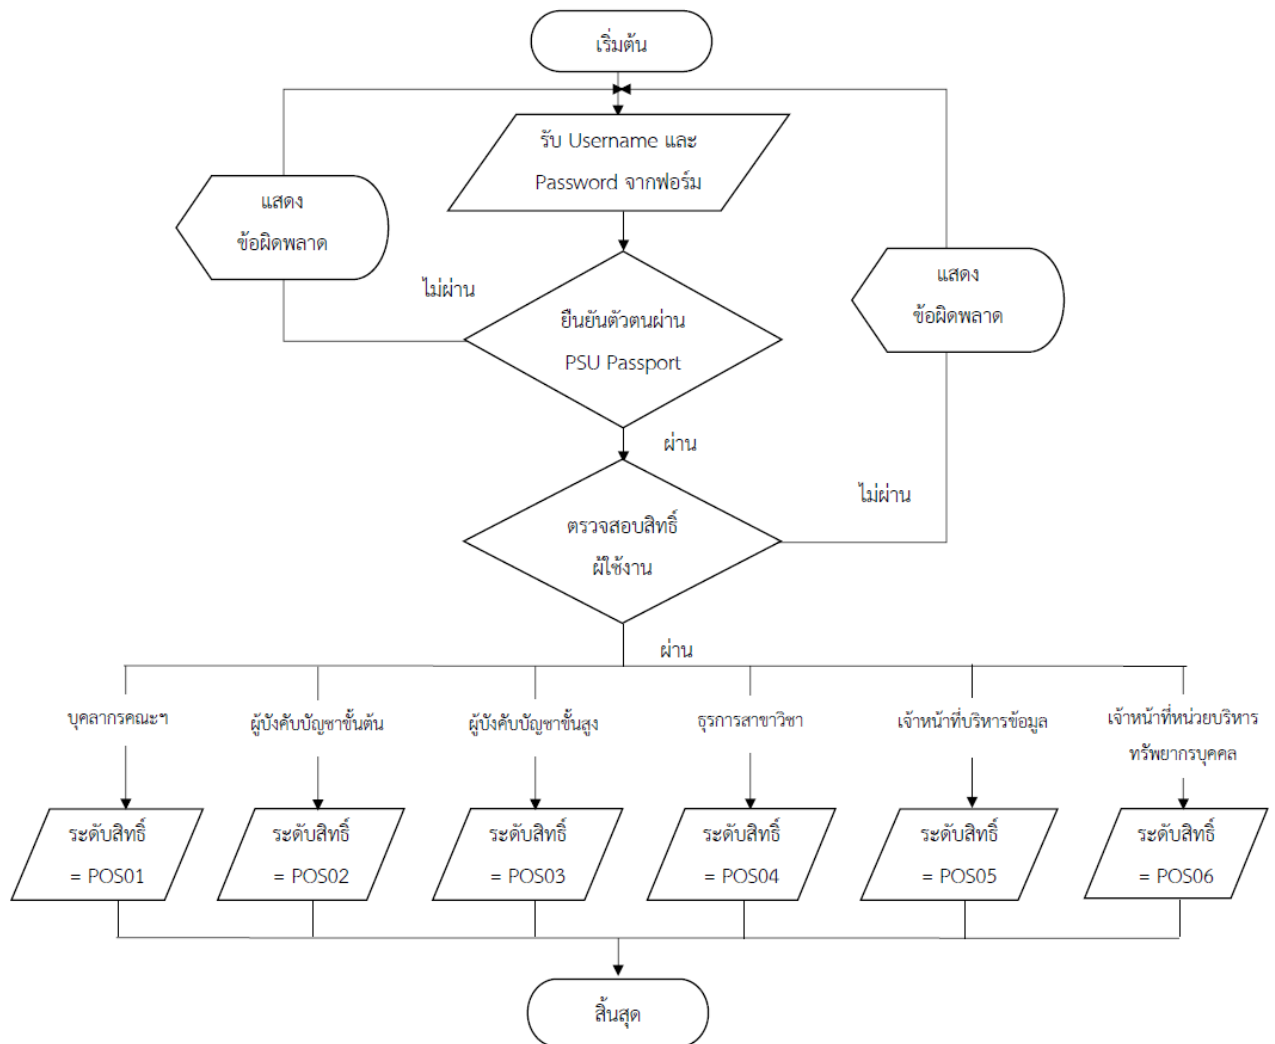 เริ่มต้น
รับ Username และ
Password จากฟอร์ม
แสดง
ข้อผิดพลาด
แสดง
ข้อผิดพลาด
ไม่ผ่าน
ยืนยันตัวตนผ่าน
PSU Passport
ผ่าน
ไม่ผ่าน
ตรวจสอบสิทธิ์
ผู้ใช้งาน
ผ่าน
บุคลากรคณะฯ
ผู้บังคับบัญชาขั้นต้น
ผู้บังคับบัญชาขั้นสูง
ธุรการสาขาวิชา
เจ้าหน้าที่บริหารข้อมูล
เจ้าหน้าที่หน่วยบริหาร
ทรัพยากรบุคคล
ระดับสิทธิ์
= POS01
ระดับสิทธิ์
= POS02
ระดับสิทธิ์
= POS03
ระดับสิทธิ์
= POS04
ระดับสิทธิ์
= POS05
ระดับสิทธิ์
= POS06
สิ้นสุด